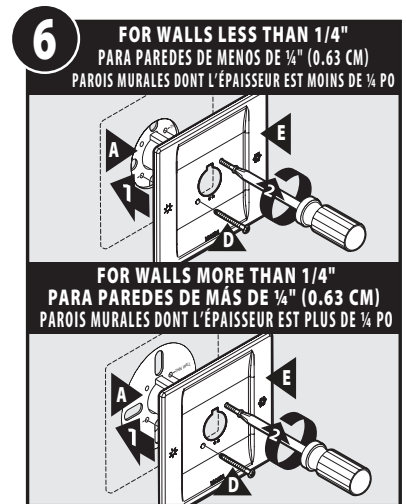 6
FOR WALLS LESS THAN 1/4"
PARA PAREDES DE MENOS DE ¼" (0.63 CM)
PAROIS MURALES DONT L'ÉPAISSEUR EST MOINS DE ¼ PO
A
E
1
2
D
FOR WALLS MORE THAN 1/4"
PARA PAREDES DE MÁS DE ¼" (0.63 CM)
PAROIS MURALES DONT L'ÉPAISSEUR EST PLUS DE ¼ PO
A
E
1
2
D